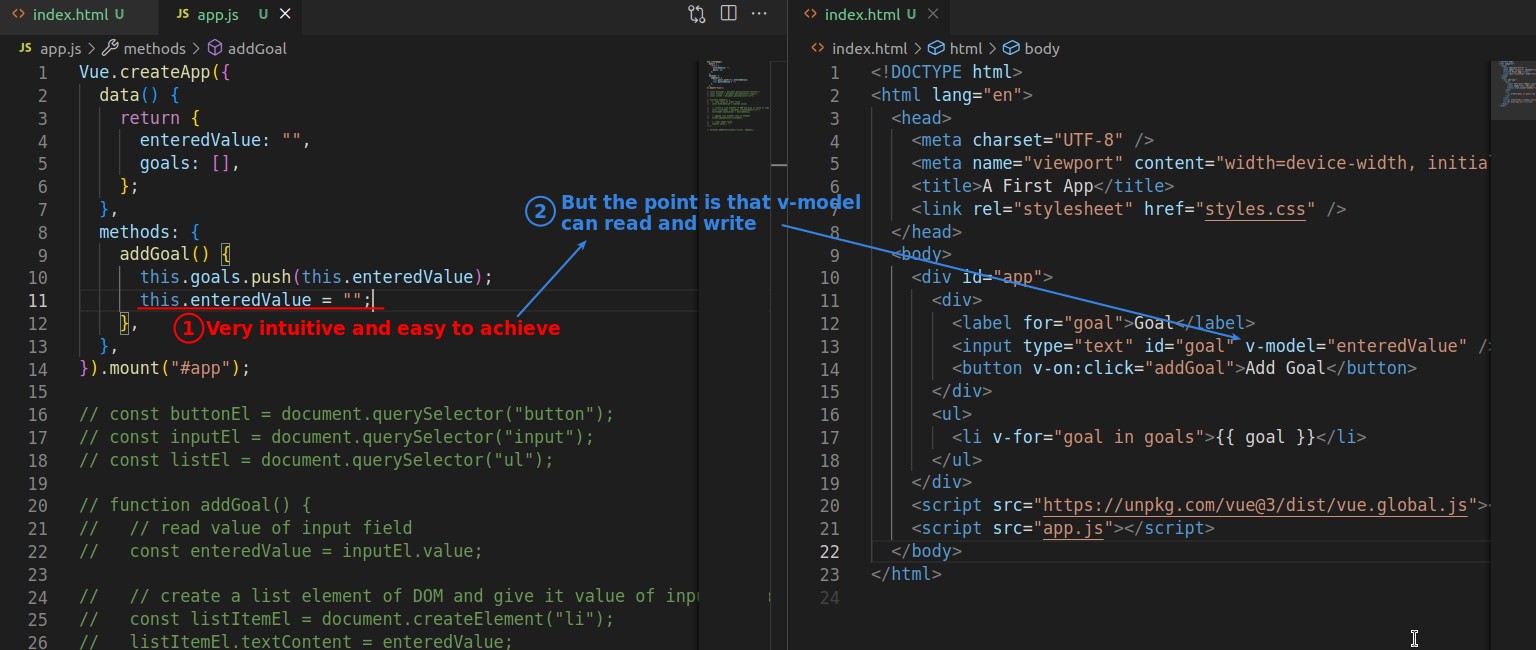 index.html U
JS app.js U
JS app.js > methods > addGoal
1 Vue.createApp({
2 data() {
3 return {
4 enteredValue: "",
5 goals: [],
6 };
7 },
8 methods: {
9 addGoal() {
10 this.goals.push(this.enteredValue);
11 this.enteredValue = "";
12 },
13 },
14 }).mount("#app");
15
16 // const buttonEl = document.querySelector("button");
17 // const inputEl = document.querySelector("input");
18 // const listEl = document.querySelector("ul");
19
20 // function addGoal() {
21 //   // read value of input field
22 //   const enteredValue = inputEl.value;
23
24 //   // create a list element of DOM and give it value of inpu
25 //   const listItemEl = document.createElement("li");
26 //   listItemEl.textContent = enteredValue;
1 Very intuitive and easy to achieve
2 But the point is that v-model
can read and write
index.html U
index.html > html > body
1 <!DOCTYPE html>
2 <html lang="en">
3 <head>
4 <meta charset="UTF-8" />
5 <meta name="viewport" content="width=device-width, initial
6 <title>A First App</title>
7 <link rel="stylesheet" href="styles.css" />
8 </head>
9 <body>
10 <div id="app">
11 <div>
12 <label for="goal">Goal</label>
13 <input type="text" id="goal" v-model="enteredValue" />
14 <button v-on:click="addGoal">Add Goal</button>
15 </div>
16 <ul>
17 <li v-for="goal in goals">{{ goal }}</li>
18 </ul>
19 </div>
20 <script src="https://unpkg.com/vue@3/dist/vue.global.js"><
21 <script src="app.js"></script>
22 </body>
23 </html>
24